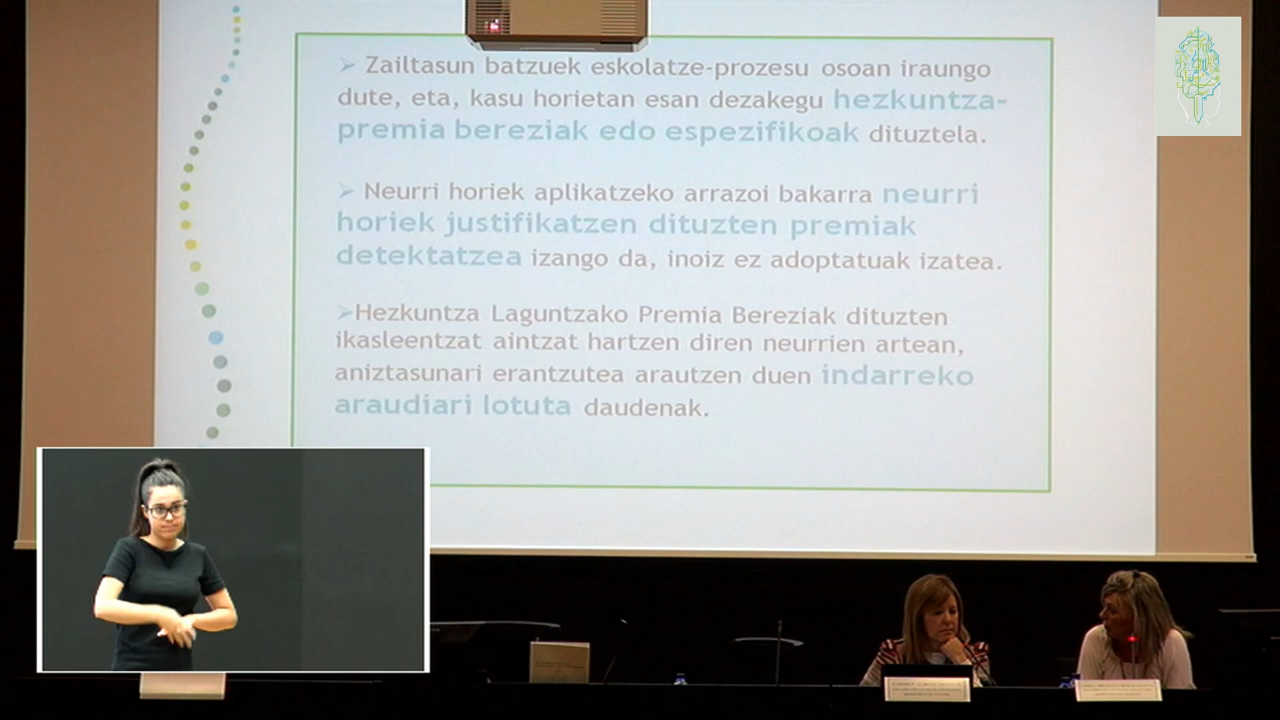 ➢ Zailtasun batzuek eskolatze-prozesu osoan iraungo
dute, eta, kasu horietan esan dezakegu hezkuntza-
premia bereziak edo espezifikoak dituztela.
➢ Neurri horiek aplikatzeko arrazoi bakarra neurri
horiek justifikatzen dituzten premiak
detektatzea izango da, inoiz ez adoptatuak izatea.
➢Hezkuntza Laguntzako Premia Bereziak dituzten
ikasleentzat aintzat hartzen diren neurrien artean,
aniztasunari erantzutea arautzen duen indarreko
araudiari lotuta daudenak.